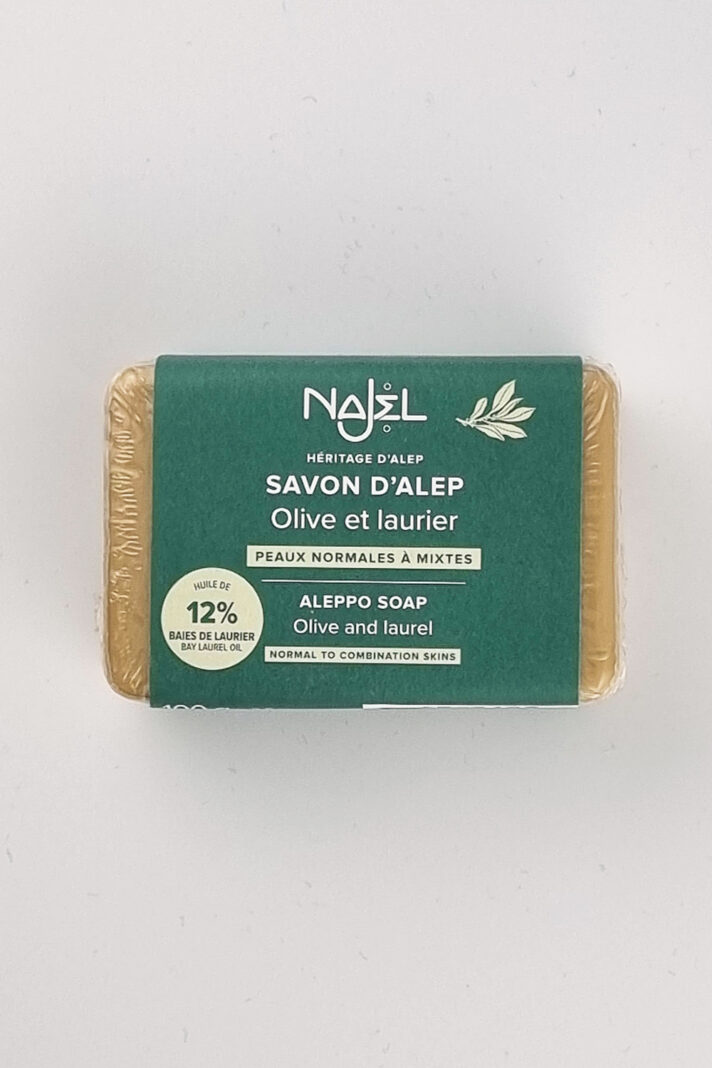 NAJEL
HÉRITAGE D'ALEP
SAVON D'ALEP
Olive et laurier
PEAUX NORMALES À MIXTES
HUILE DE
12%
BAIES DE LAURIER
BAY LAUREL OIL
ALEPPO SOAP
Olive and laurel
NORMAL TO COMBINATION SKINS